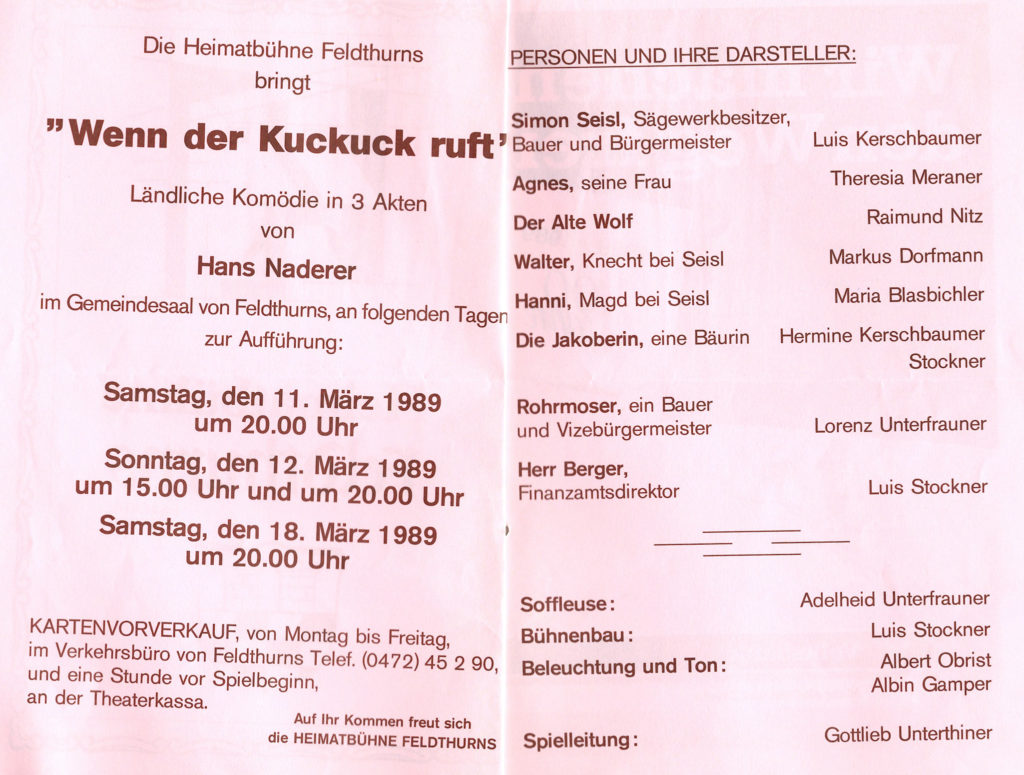 Die Heimatbühne Feldthurns
bringt
"Wenn der Kuckuck ruft"
Ländliche Komödie in 3 Akten
von
Hans Naderer
im Gemeindesaal von Feldthurns, an folgenden Tagen
zur Aufführung:
Samstag, den 11. März 1989
um 20.00 Uhr
Sonntag, den 12. März 1989
um 15.00 Uhr und um 20.00 Uhr
Samstag, den 18. März 1989
um 20.00 Uhr
KARTENVORVERKAUF, von Montag bis Freitag,
im Verkehrsbüro von Feldthurns Telef. (0472) 45 2 90,
und eine Stunde vor Spielbeginn,
an der Theaterkassa.
Auf Ihr Kommen freut sich
die HEIMATBÜHNE FELDTHURNS
PERSONEN UND IHRE DARSTELLER:
Simon Seisl, Sägewerkbesitzer,
Bauer und Bürgermeister Luis Kerschbaumer
Agnes, seine Frau Theresia Meraner
Der Alte Wolf Raimund Nitz
Walter, Knecht bei Seisl Markus Dorfmann
Hanni, Magd bei Seisl Maria Blasbichler
Die Jakoberin, eine Bäurin Hermine Kerschbaumer
Stockner
Rohrmoser, ein Bauer
und Vizebürgermeister Lorenz Unterfrauner
Herr Berger,
Finanzamtsdirektor Luis Stockner
Soffleuse: Adelheid Unterfrauner
Bühnenbau: Luis Stockner
Beleuchtung und Ton: Albert Obrist
Albin Gamper
Spielleitung: Gottlieb Unterthiner